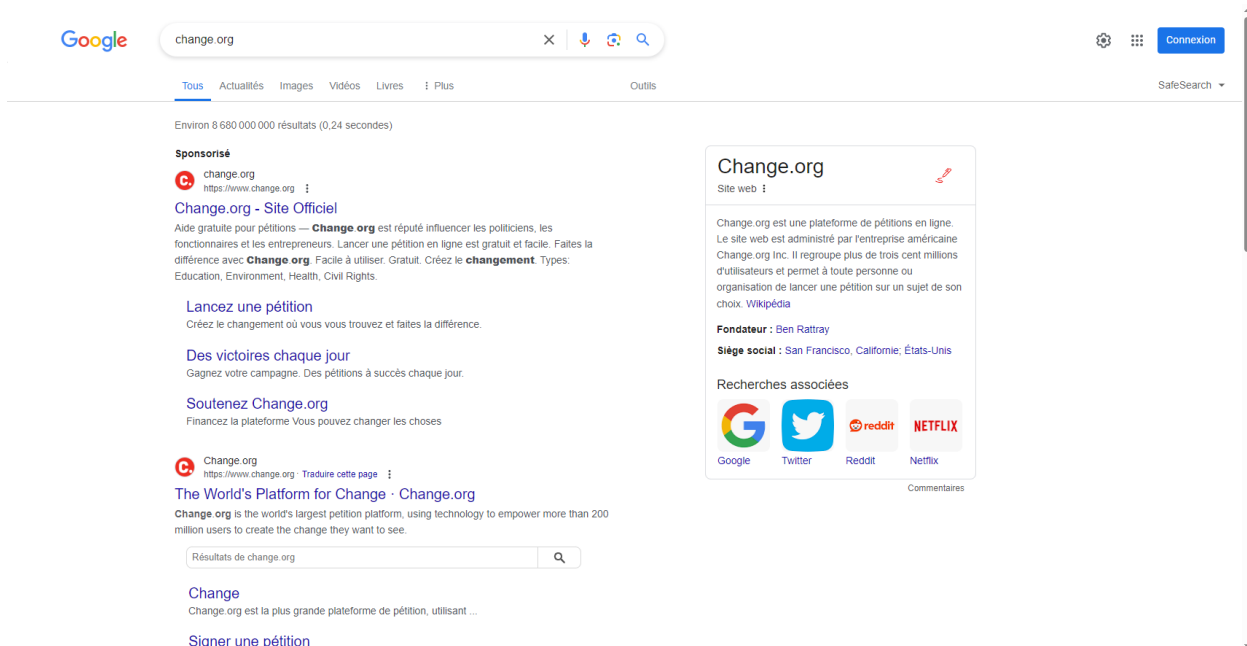 Google
change.org
Connexion
Tous Actualités Images Vidéos Livres Plus Outils SafeSearch
Environ 8 680 000 000 résultats (0,24 secondes)
Sponsorisé
C.
change.org
https://www.change.org
Change.org - Site Officiel
Aide gratuite pour pétitions — Change.org est réputé influencer les politiciens, les
fonctionnaires et les entrepreneurs. Lancer une pétition en ligne est gratuit et facile. Faites la
différence avec Change.org. Facile à utiliser. Gratuit. Créez le changement. Types:
Education, Environment, Health, Civil Rights.
Lancez une pétition
Créez le changement où vous vous trouvez et faites la différence.
Des victoires chaque jour
Gagnez votre campagne. Des pétitions à succès chaque jour.
Soutenez Change.org
Financez la plateforme Vous pouvez changer les choses
C.
Change.org
https://www.change.org · Traduire cette page
The World's Platform for Change · Change.org
Change.org is the world's largest petition platform, using technology to empower more than 200
million users to create the change they want to see.
Résultats de change.org
Change
Change.org est la plus grande plateforme de pétition, utilisant ...
Signer une pétition
Change.org
Site web
Change.org est une plateforme de pétitions en ligne.
Le site web est administré par l'entreprise américaine
Change.org Inc. Il regroupe plus de trois cent millions
d'utilisateurs et permet à toute personne ou
organisation de lancer une pétition sur un sujet de son
choix. Wikipédia
Fondateur : Ben Rattray
Siège social : San Francisco, Californie; États-Unis
Recherches associées
reddit
NETFLIX
Google Twitter Reddit Netflix
Commentaires